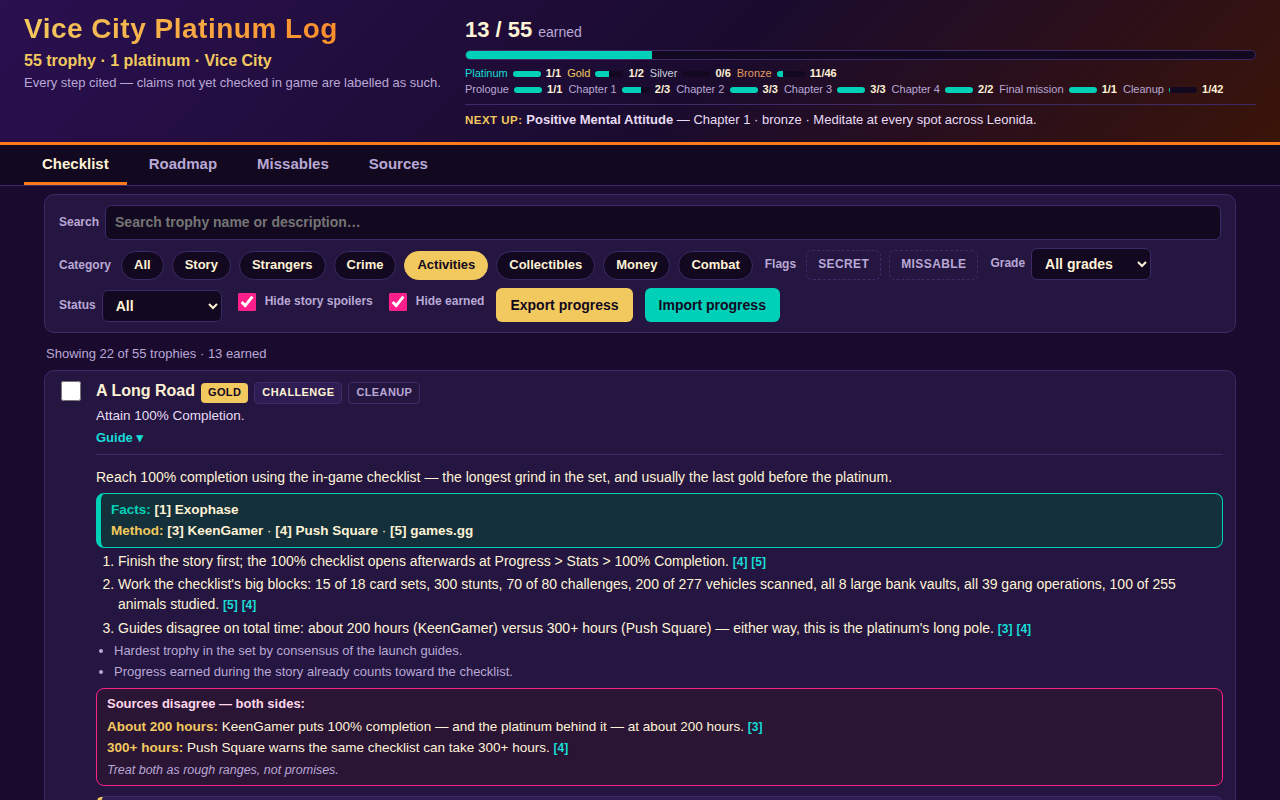 Vice City Platinum Log
55 trophy · 1 platinum · Vice City
Every step cited — claims not yet checked in game are labelled as such.
13 / 55 earned
Platinum 1/1 Gold 1/2 Silver 0/6 Bronze 11/46
Prologue 1/1 Chapter 1 2/3 Chapter 2 3/3 Chapter 3 3/3 Chapter 4 2/2 Final mission 1/1 Cleanup 1/42
NEXT UP: Positive Mental Attitude — Chapter 1 · bronze · Meditate at every spot across Leonida.
Checklist Roadmap Missables Sources
Search Search trophy name or description…
Category All Story Strangers Crime Activities Collectibles Money Combat Flags SECRET MISSABLE Grade All grades
Status All Hide story spoilers Hide earned Export progress Import progress
Showing 22 of 55 trophies · 13 earned
A Long Road GOLD CHALLENGE CLEANUP
Attain 100% Completion.
Guide ▾
Reach 100% completion using the in-game checklist — the longest grind in the set, and usually the last gold before the platinum.
Facts: [1] Exophase
Method: [3] KeenGamer · [4] Push Square · [5] games.gg
1. Finish the story first; the 100% checklist opens afterwards at Progress > Stats > 100% Completion. [4] [5]
2. Work the checklist's big blocks: 15 of 18 card sets, 300 stunts, 70 of 80 challenges, 200 of 277 vehicles scanned, all 8 large bank vaults, all 39 gang operations, 100 of 255
animals studied. [5] [4]
3. Guides disagree on total time: about 200 hours (KeenGamer) versus 300+ hours (Push Square) — either way, this is the platinum's long pole. [3] [4]
• Hardest trophy in the set by consensus of the launch guides.
• Progress earned during the story already counts toward the checklist.
Sources disagree — both sides:
About 200 hours: KeenGamer puts 100% completion — and the platinum behind it — at about 200 hours. [3]
300+ hours: Push Square warns the same checklist can take 300+ hours. [4]
Treat both as rough ranges, not promises.